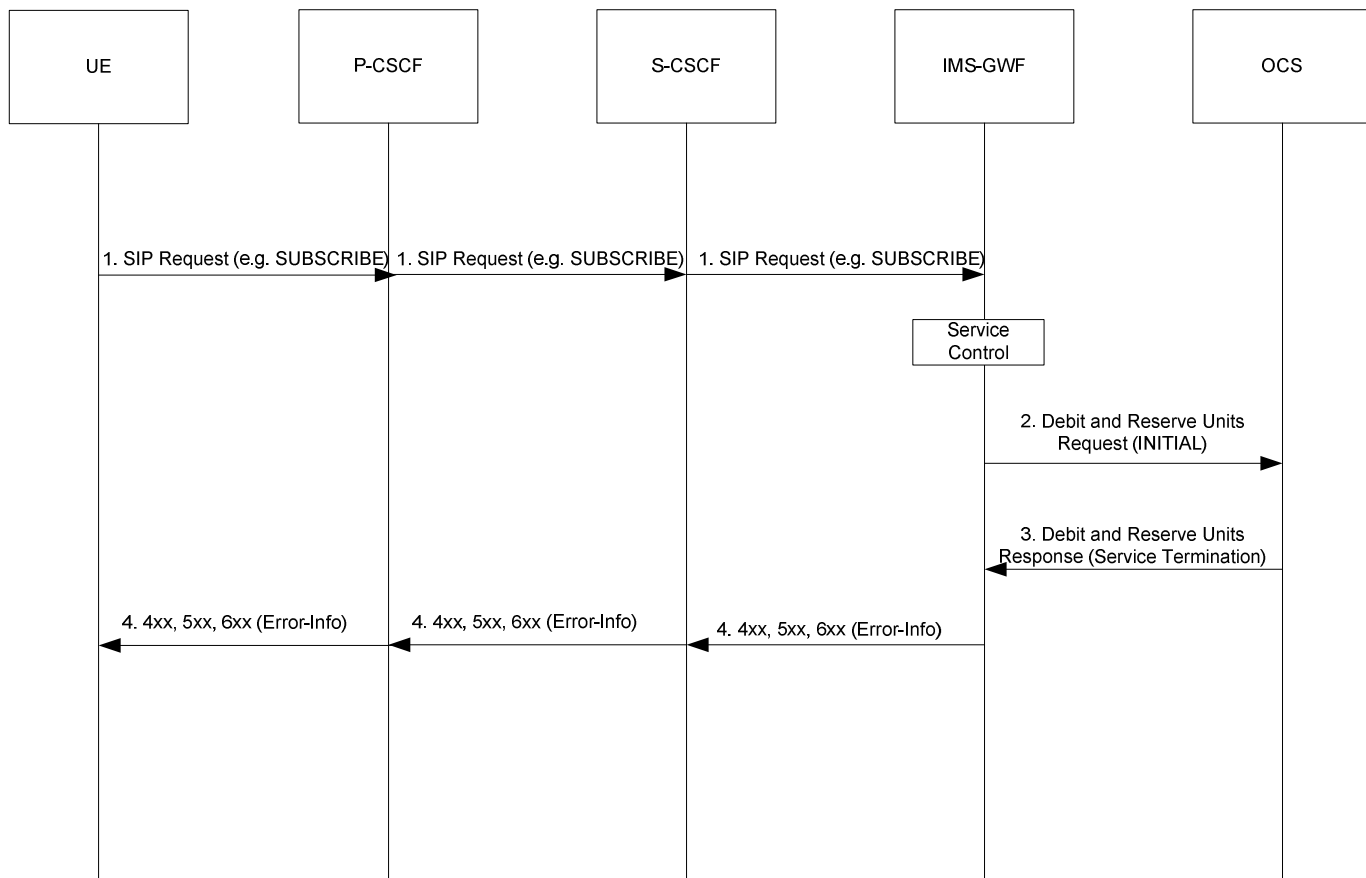 UE
P-CSCF
S-CSCF
IMS-GWF
OCS
1. SIP Request (e.g. SUBSCRIBE)
1. SIP Request (e.g. SUBSCRIBE)
1. SIP Request (e.g. SUBSCRIBE)
Service
Control
2. Debit and Reserve Units
Request (INITIAL)
3. Debit and Reserve Units
Response (Service Termination)
4. 4xx, 5xx, 6xx (Error-Info)
4. 4xx, 5xx, 6xx (Error-Info)
4. 4xx, 5xx, 6xx (Error-Info)